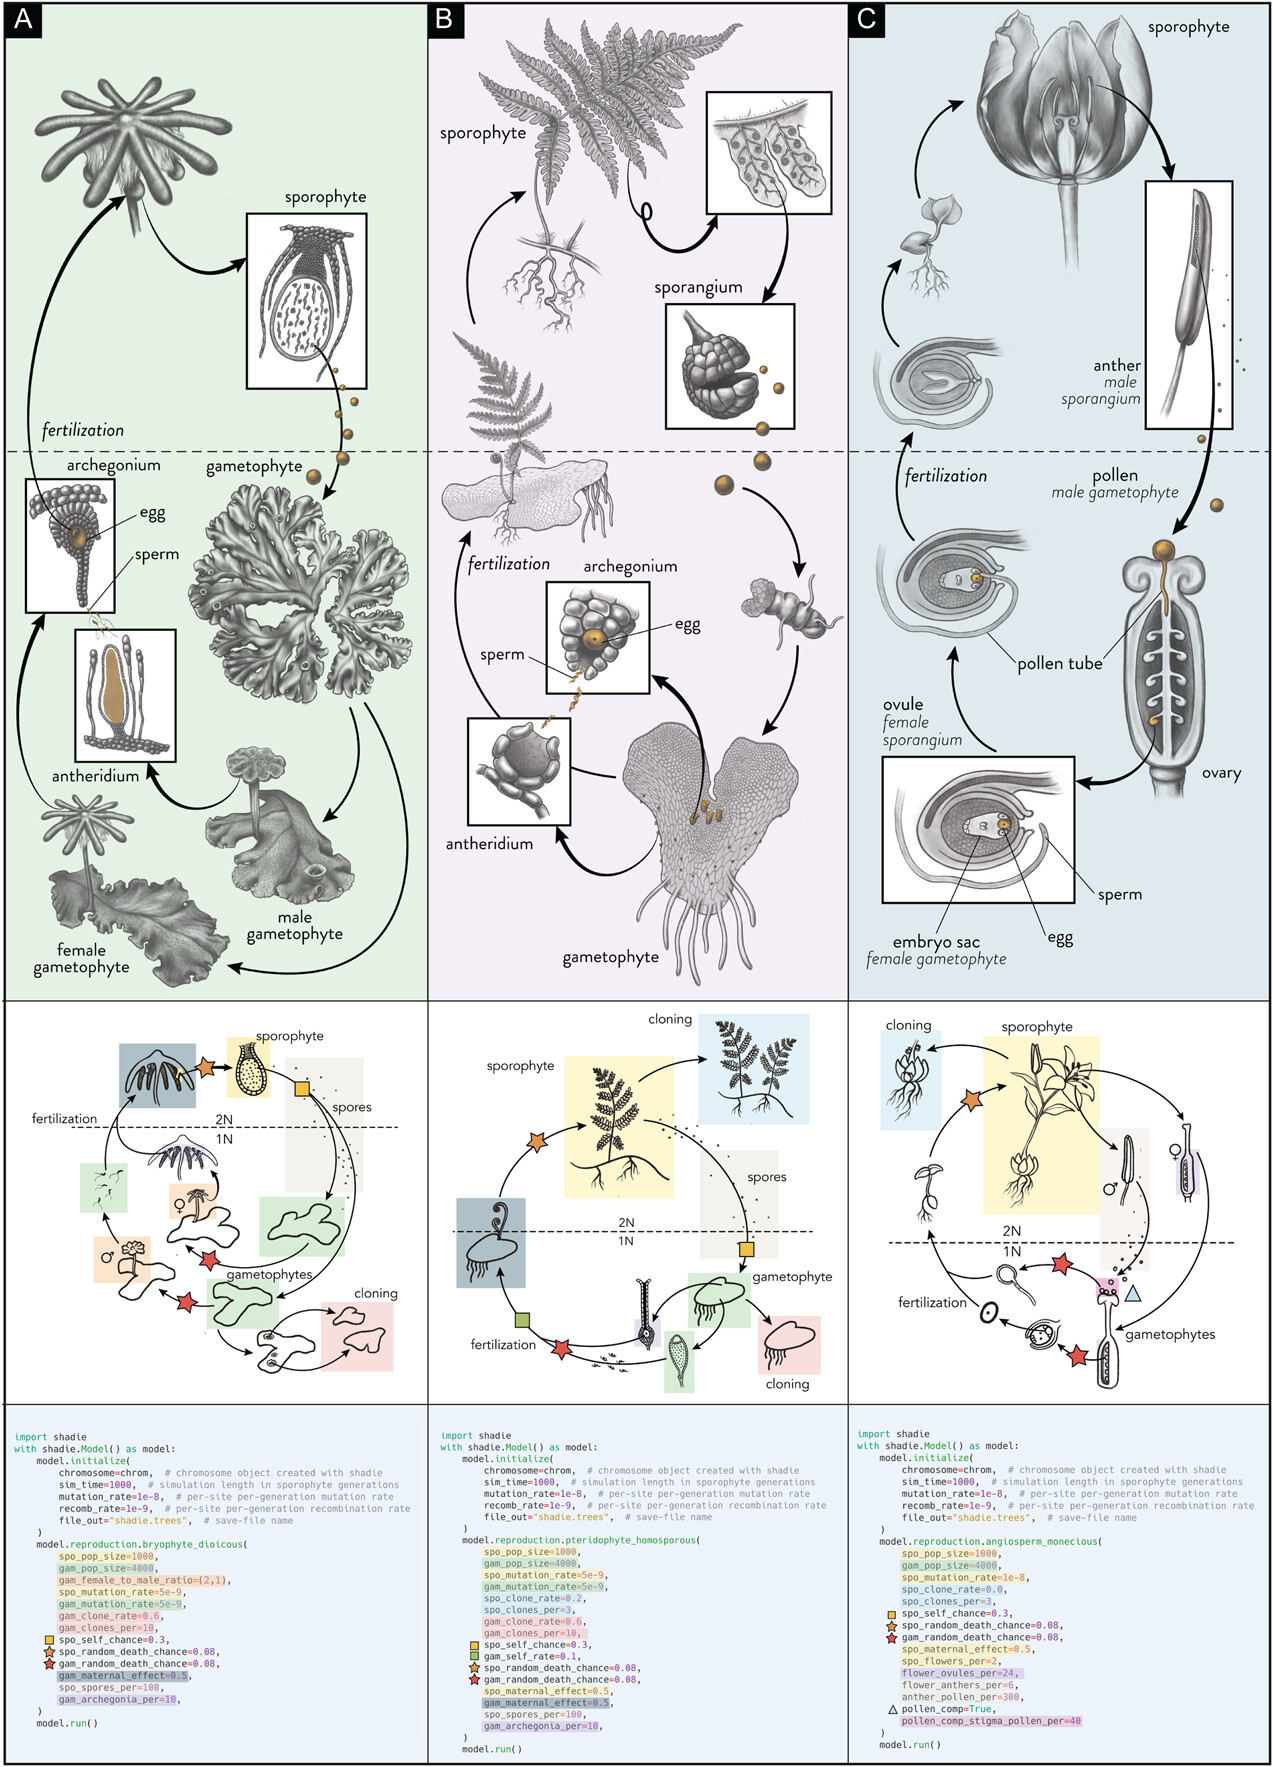 A
sporophyte
fertilization
archegonium
gametophyte
egg
sperm
antheridium
male
gametophyte
female
gametophyte
B
sporophyte
sporangium
fertilization
archegonium
egg
sperm
antheridium
gametophyte
C
sporophyte
anther
male
sporangium
fertilization
pollen
male gametophyte
pollen tube
ovule
female
sporangium
ovary
sperm
egg
embryo sac
female gametophyte
sporophyte
spores
fertilization
2N
1N
♀
♂
gametophytes
cloning
cloning
sporophyte
spores
2N
1N
gametophyte
fertilization
cloning
cloning
sporophyte
♀
♂
2N
1N
fertilization
gametophytes
import shadie
with shadie.Model() as model:
model.initialize(
chromosome=chrom, # chromosome object created with shadie
sim_time=1000, # simulation length in sporophyte generations
mutation_rate=1e-8, # per-site per-generation mutation rate
recomb_rate=1e-9, # per-site per-generation recombination rate
file_out="shadie.trees", # save-file name
)
model.reproduction.bryophyte_dioicous(
spo_pop_size=1000,
gam_pop_size=4000,
gam_female_to_male_ratio=(2,1),
spo_mutation_rate=5e-9,
gam_mutation_rate=5e-9,
gam_clone_rate=0.6,
gam_clones_per=10,
spo_self_chance=0.3,
spo_random_death_chance=0.08,
gam_random_death_chance=0.08,
gam_maternal_effect=0.5,
spo_spores_per=100,
gam_archegonia_per=10,
)
model.run()
import shadie
with shadie.Model() as model:
model.initialize(
chromosome=chrom, # chromosome object created with shadie
sim_time=1000, # simulation length in sporophyte generations
mutation_rate=1e-8, # per-site per-generation mutation rate
recomb_rate=1e-9, # per-site per-generation recombination rate
file_out="shadie.trees", # save-file name
)
model.reproduction.pteridophyte_homosporous(
spo_pop_size=1000,
gam_pop_size=4000,
spo_mutation_rate=5e-9,
gam_mutation_rate=5e-9,
spo_clone_rate=0.2,
spo_clones_per=3,
gam_clone_rate=0.6,
gam_clones_per=10,
spo_self_chance=0.3,
gam_self_rate=0.1,
spo_random_death_chance=0.08,
gam_random_death_chance=0.08,
spo_maternal_effect=0.5,
gam_maternal_effect=0.5,
spo_spores_per=100,
gam_archegonia_per=10,
)
model.run()
import shadie
with shadie.Model() as model:
model.initialize(
chromosome=chrom, # chromosome object created with shadie
sim_time=1000, # simulation length in sporophyte generations
mutation_rate=1e-8, # per-site per-generation mutation rate
recomb_rate=1e-9, # per-site per-generation recombination rate
file_out="shadie.trees", # save-file name
)
model.reproduction.angiosperm_monecious(
spo_pop_size=1000,
gam_pop_size=4000,
spo_mutation_rate=1e-8,
spo_clone_rate=0.0,
spo_clones_per=3,
spo_self_chance=0.3,
spo_random_death_chance=0.08,
gam_random_death_chance=0.08,
spo_maternal_effect=0.5,
spo_flowers_per=2,
flower_ovules_per=24,
flower_anthers_per=6,
anther_pollen_per=300,
pollen_comp=True,
pollen_comp_stigma_pollen_per=40
)
model.run()